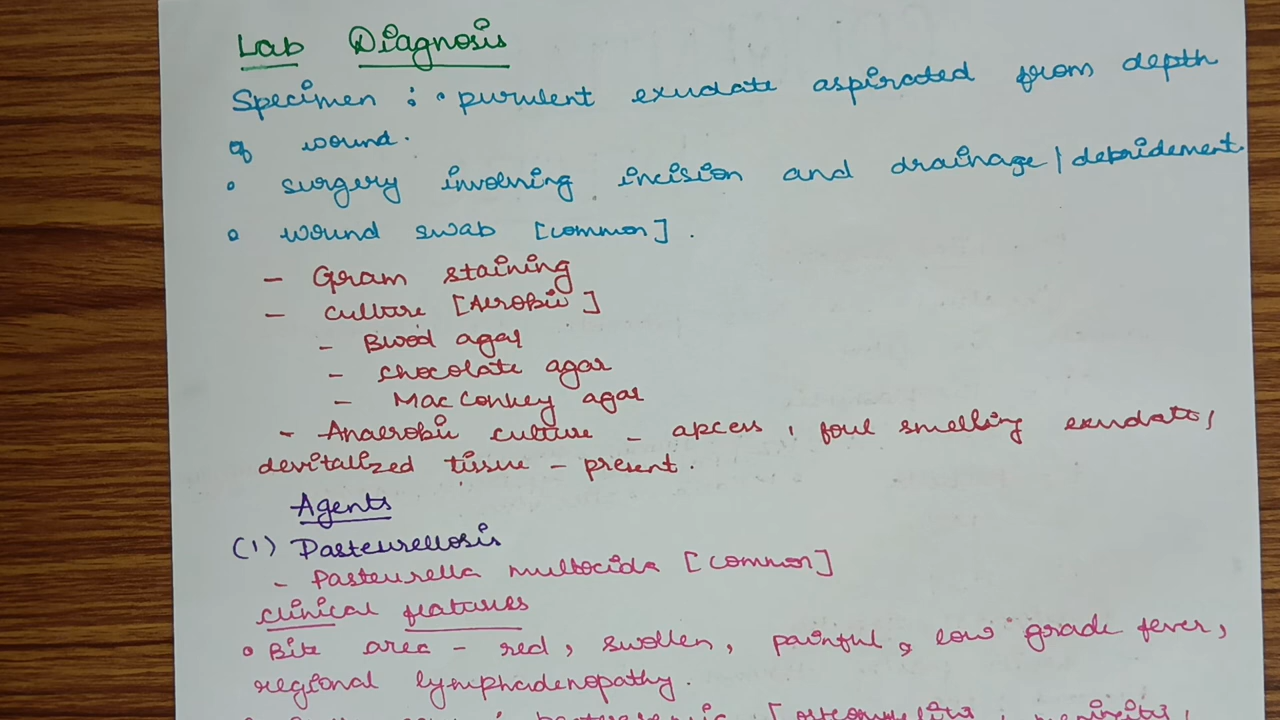 Lab Diagnosis
Specimen : • purulent exudate aspirated from depth
of wound.
• surgery involving incision and drainage / debridement.
• wound swab [common].
- Gram staining
- culture [Aerobic]
- Blood agar
- chocolate agar
- MacConkey agar
- Anaerobic culture - apcess, foul smelling exudate,
devitalized tissue - present.
Agents
(1) Pasteurellosis
- Pasteurella multocida [common]
clinical features
• Bite area - red, swollen, painful, low grade fever,
regional lymphadenopathy.